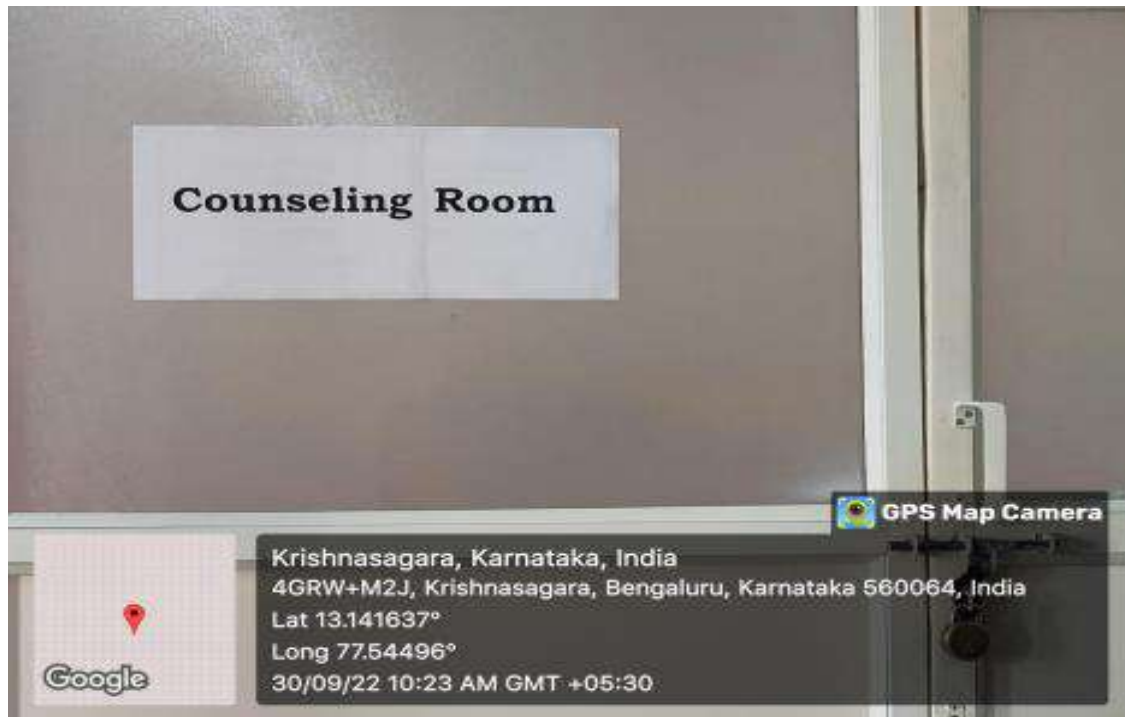 Counseling Room
GPS Map Camera
Krishnasagara, Karnataka, India
4GRW+M2J, Krishnasagara, Bengaluru, Karnataka 560064, India
Lat 13.141637°
Long 77.54496°
30/09/22 10:23 AM GMT +05:30
Google